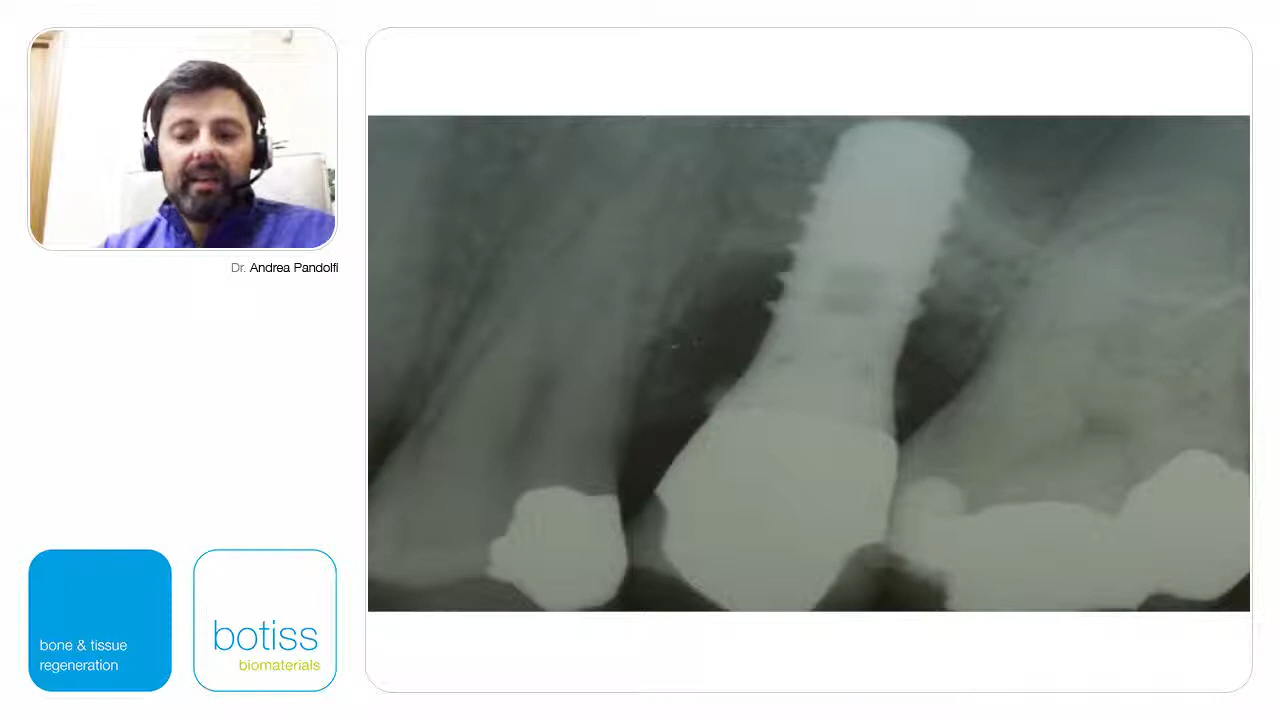 Dr. Andrea Pandolfi
bone & tissue
regeneration
botiss
biomaterials